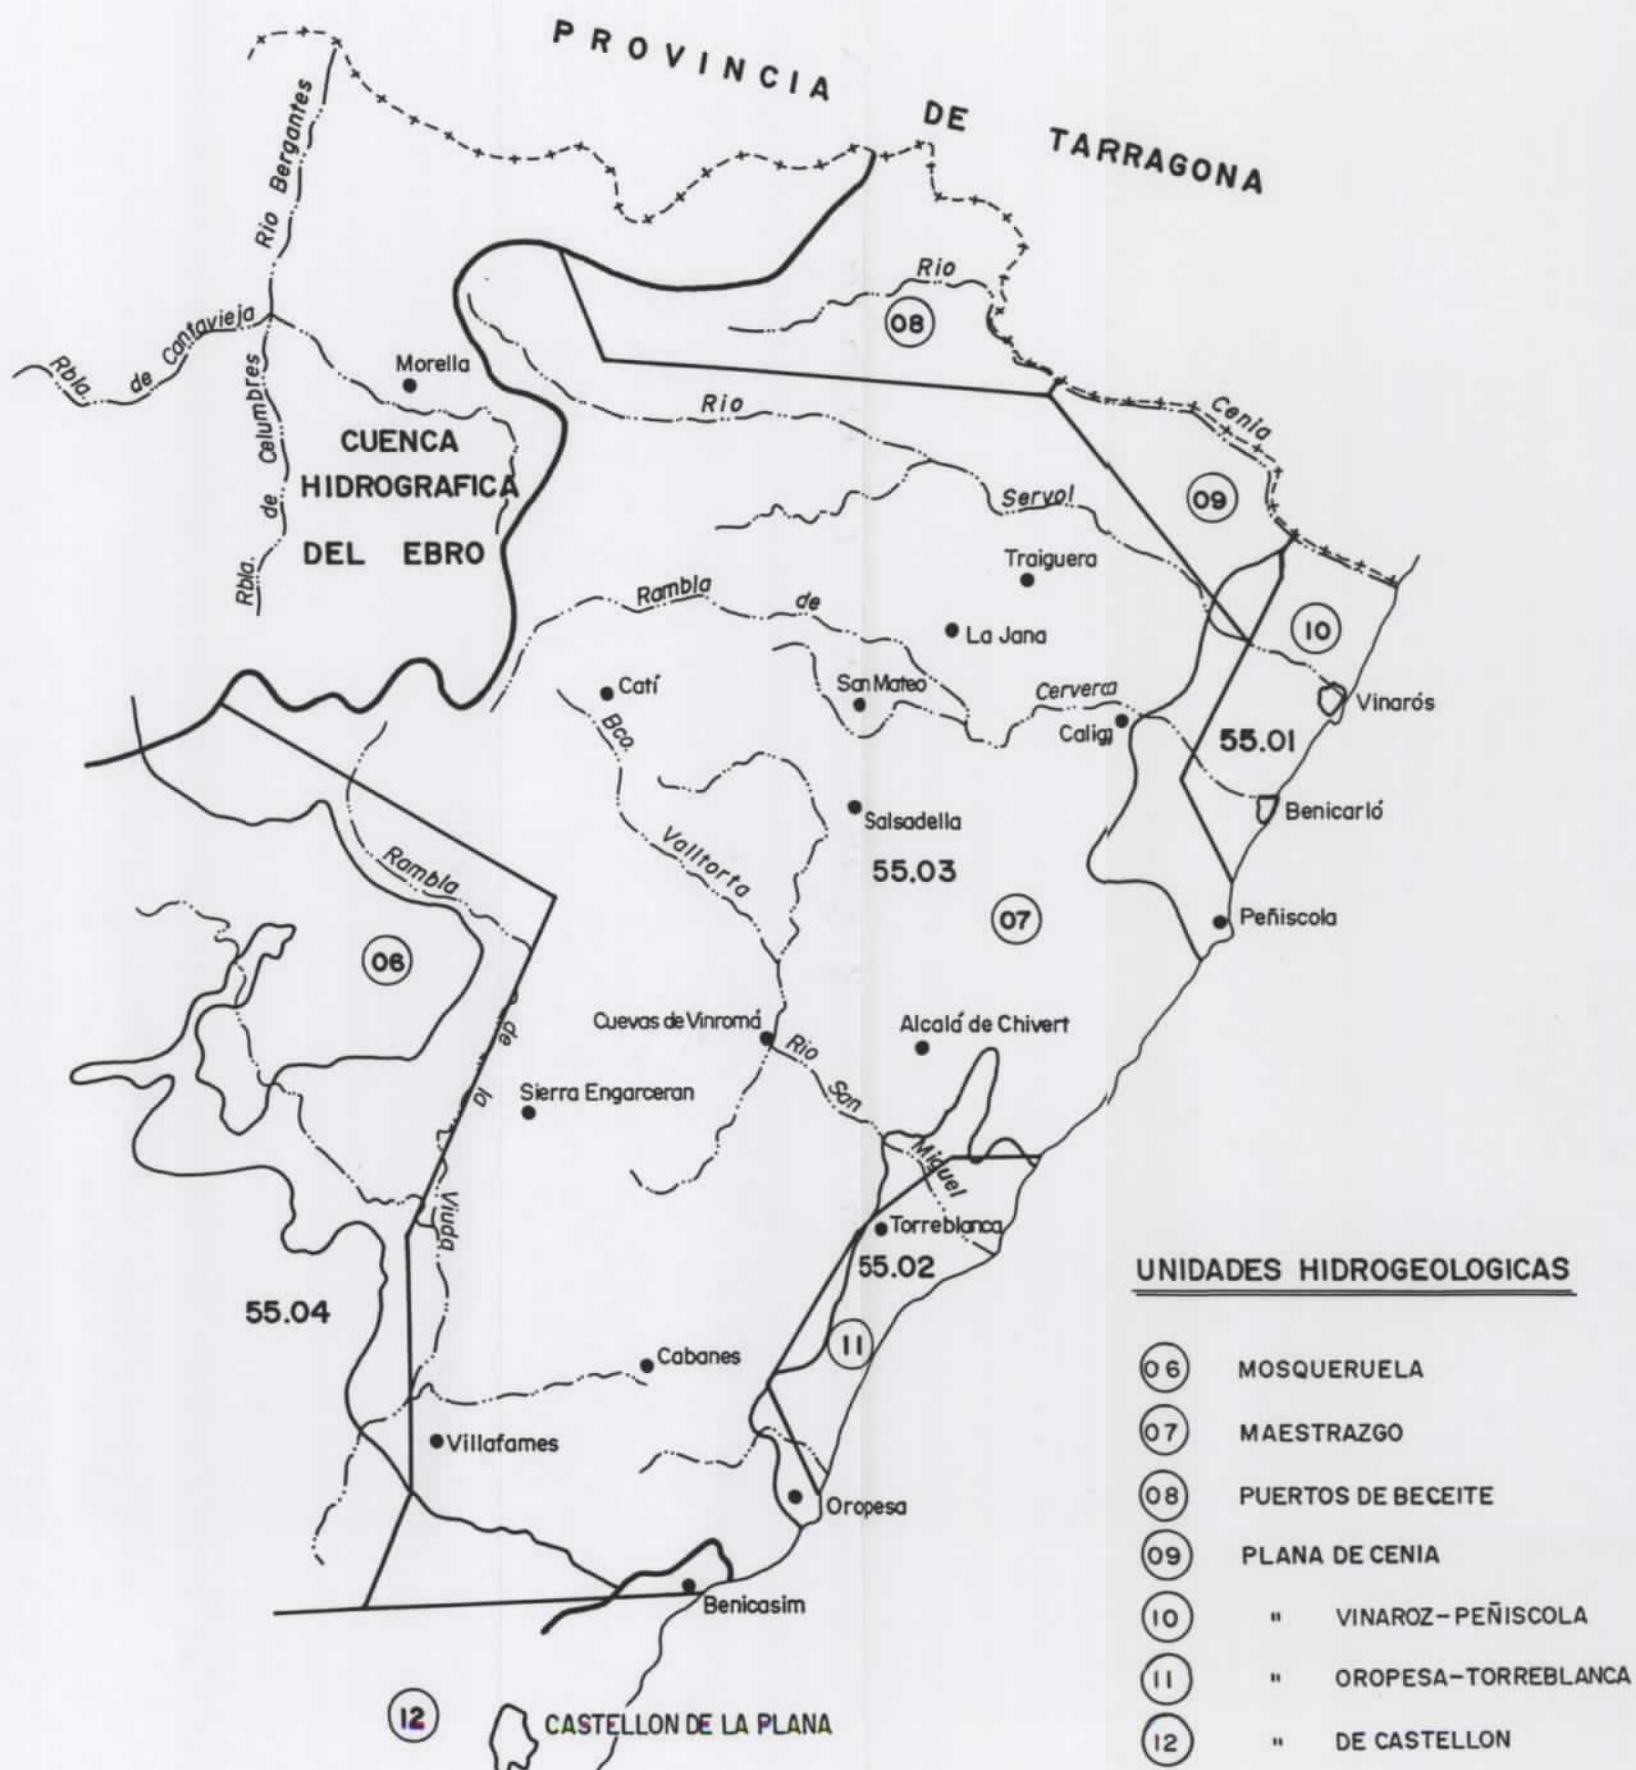 PROVINCIA DE TARRAGONA
Rio Bergantes
Rbla. de Cantavieja
Rbla. de Celumbres
Morella
CUENCA
HIDROGRAFICA
DEL EBRO
Rio Cenia
08
Rio Servol
09
Traiguera
La Jana
10
Rambla de Cervera
Catí
San Mateo
Calig
Vinarós
55.01
Benicarló
Bco. Valltorta
Salsadella
55.03
07
Peñiscola
Rambla de la Viuda
06
Cuevas de Vinromá
Alcalá de Chivert
Rio San Miguel
Sierra Engarceran
Torreblanca
55.02
55.04
11
Cabanes
Villafames
Oropesa
Benicasim
12
CASTELLON DE LA PLANA
UNIDADES HIDROGEOLOGICAS
06 MOSQUERUELA
07 MAESTRAZGO
08 PUERTOS DE BECEITE
09 PLANA DE CENIA
10 " VINAROZ-PEÑISCOLA
11 " OROPESA-TORREBLANCA
12 " DE CASTELLON